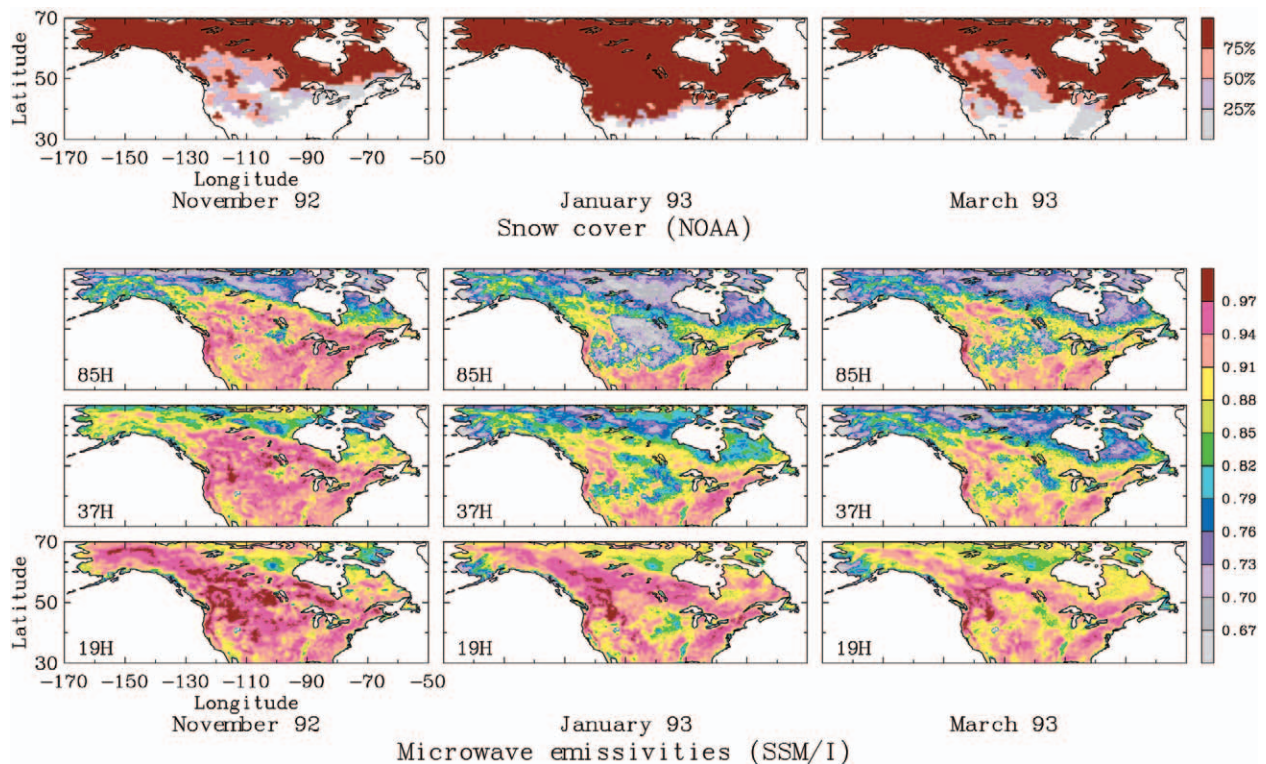 70
50
30
Latitude
-170 -150 -130 -110 -90 -70 -50
Longitude
November 92 January 93 March 93
75%
50%
25%
Snow cover (NOAA)
85H 85H 85H
37H 37H 37H
70
50
30
Latitude
19H 19H 19H
0.97
0.94
0.91
0.88
0.85
0.82
0.79
0.76
0.73
0.70
0.67
-170 -150 -130 -110 -90 -70 -50
Longitude
November 92 January 93 March 93
Microwave emissivities (SSM/I)